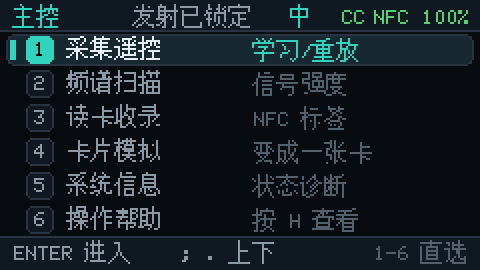 主控 发射已锁定 中 CC NFC 100%
1 采集遥控 学习/重放
2 频谱扫描 信号强度
3 读卡收录 NFC 标签
4 卡片模拟 变成一张卡
5 系统信息 状态诊断
6 操作帮助 按 H 查看
ENTER 进入 ; . 上下 1-6 直选